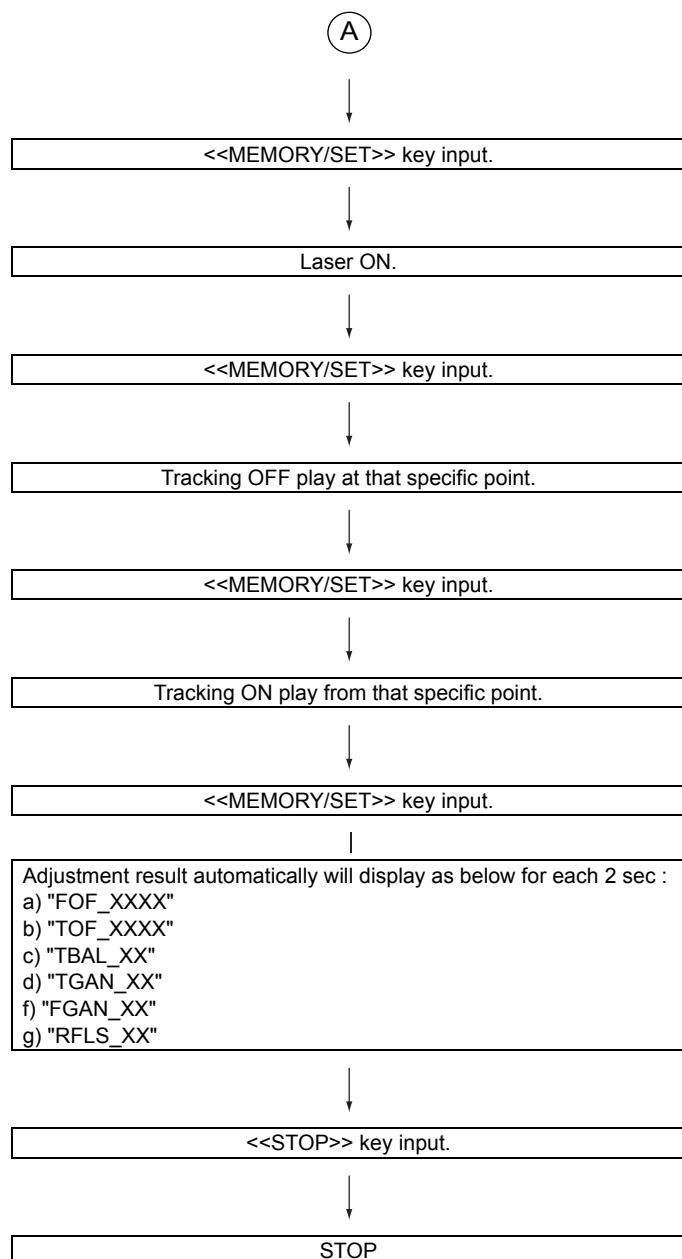 A
<<MEMORY/SET>> key input.
Laser ON.
<<MEMORY/SET>> key input.
Tracking OFF play at that specific point.
<<MEMORY/SET>> key input.
Tracking ON play from that specific point.
<<MEMORY/SET>> key input.
Adjustment result automatically will display as below for each 2 sec :
a) "FOF_XXXX"
b) "TOF_XXXX"
c) "TBAL_XX"
d) "TGAN_XX"
f) "FGAN_XX"
g) "RFLS_XX"
<<STOP>> key input.
STOP